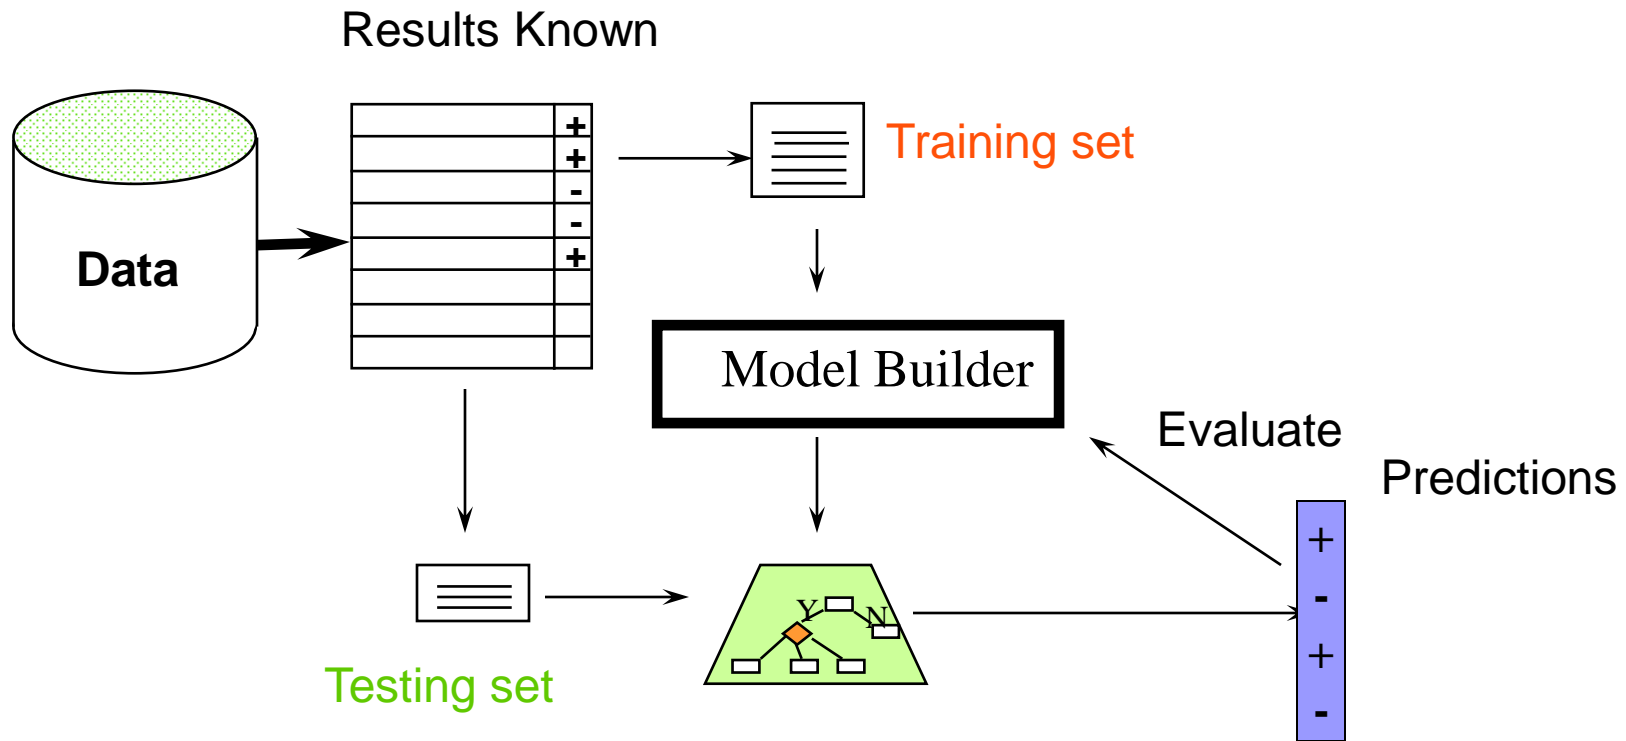 Results Known
+
+
-
-
+
Training set
Data
Model Builder
Evaluate
Predictions
+
-
+
-
Y
N
Testing set